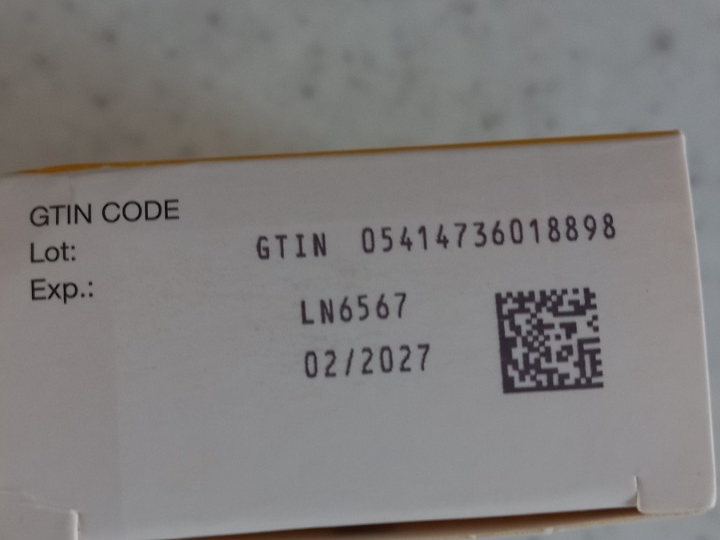 GTIN CODE
Lot:
Exp.:
GTIN 05414736018898
LN6567
02/2027